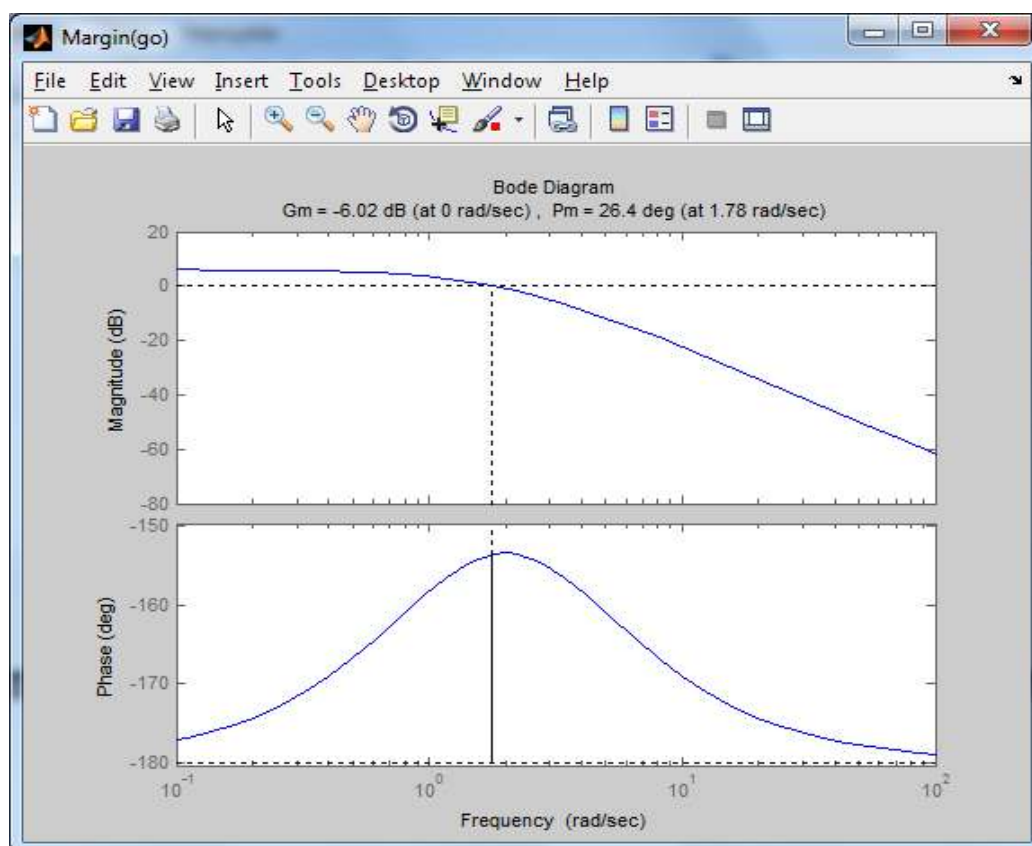 Margin(go)
File Edit View Insert Tools Desktop Window Help
Bode Diagram
Gm = -6.02 dB (at 0 rad/sec) , Pm = 26.4 deg (at 1.78 rad/sec)
20
0
-20
-40
-60
-80
Magnitude (dB)
-150
-160
-170
-180
Phase (deg)
10^-1 10^0 10^1 10^2
Frequency (rad/sec)